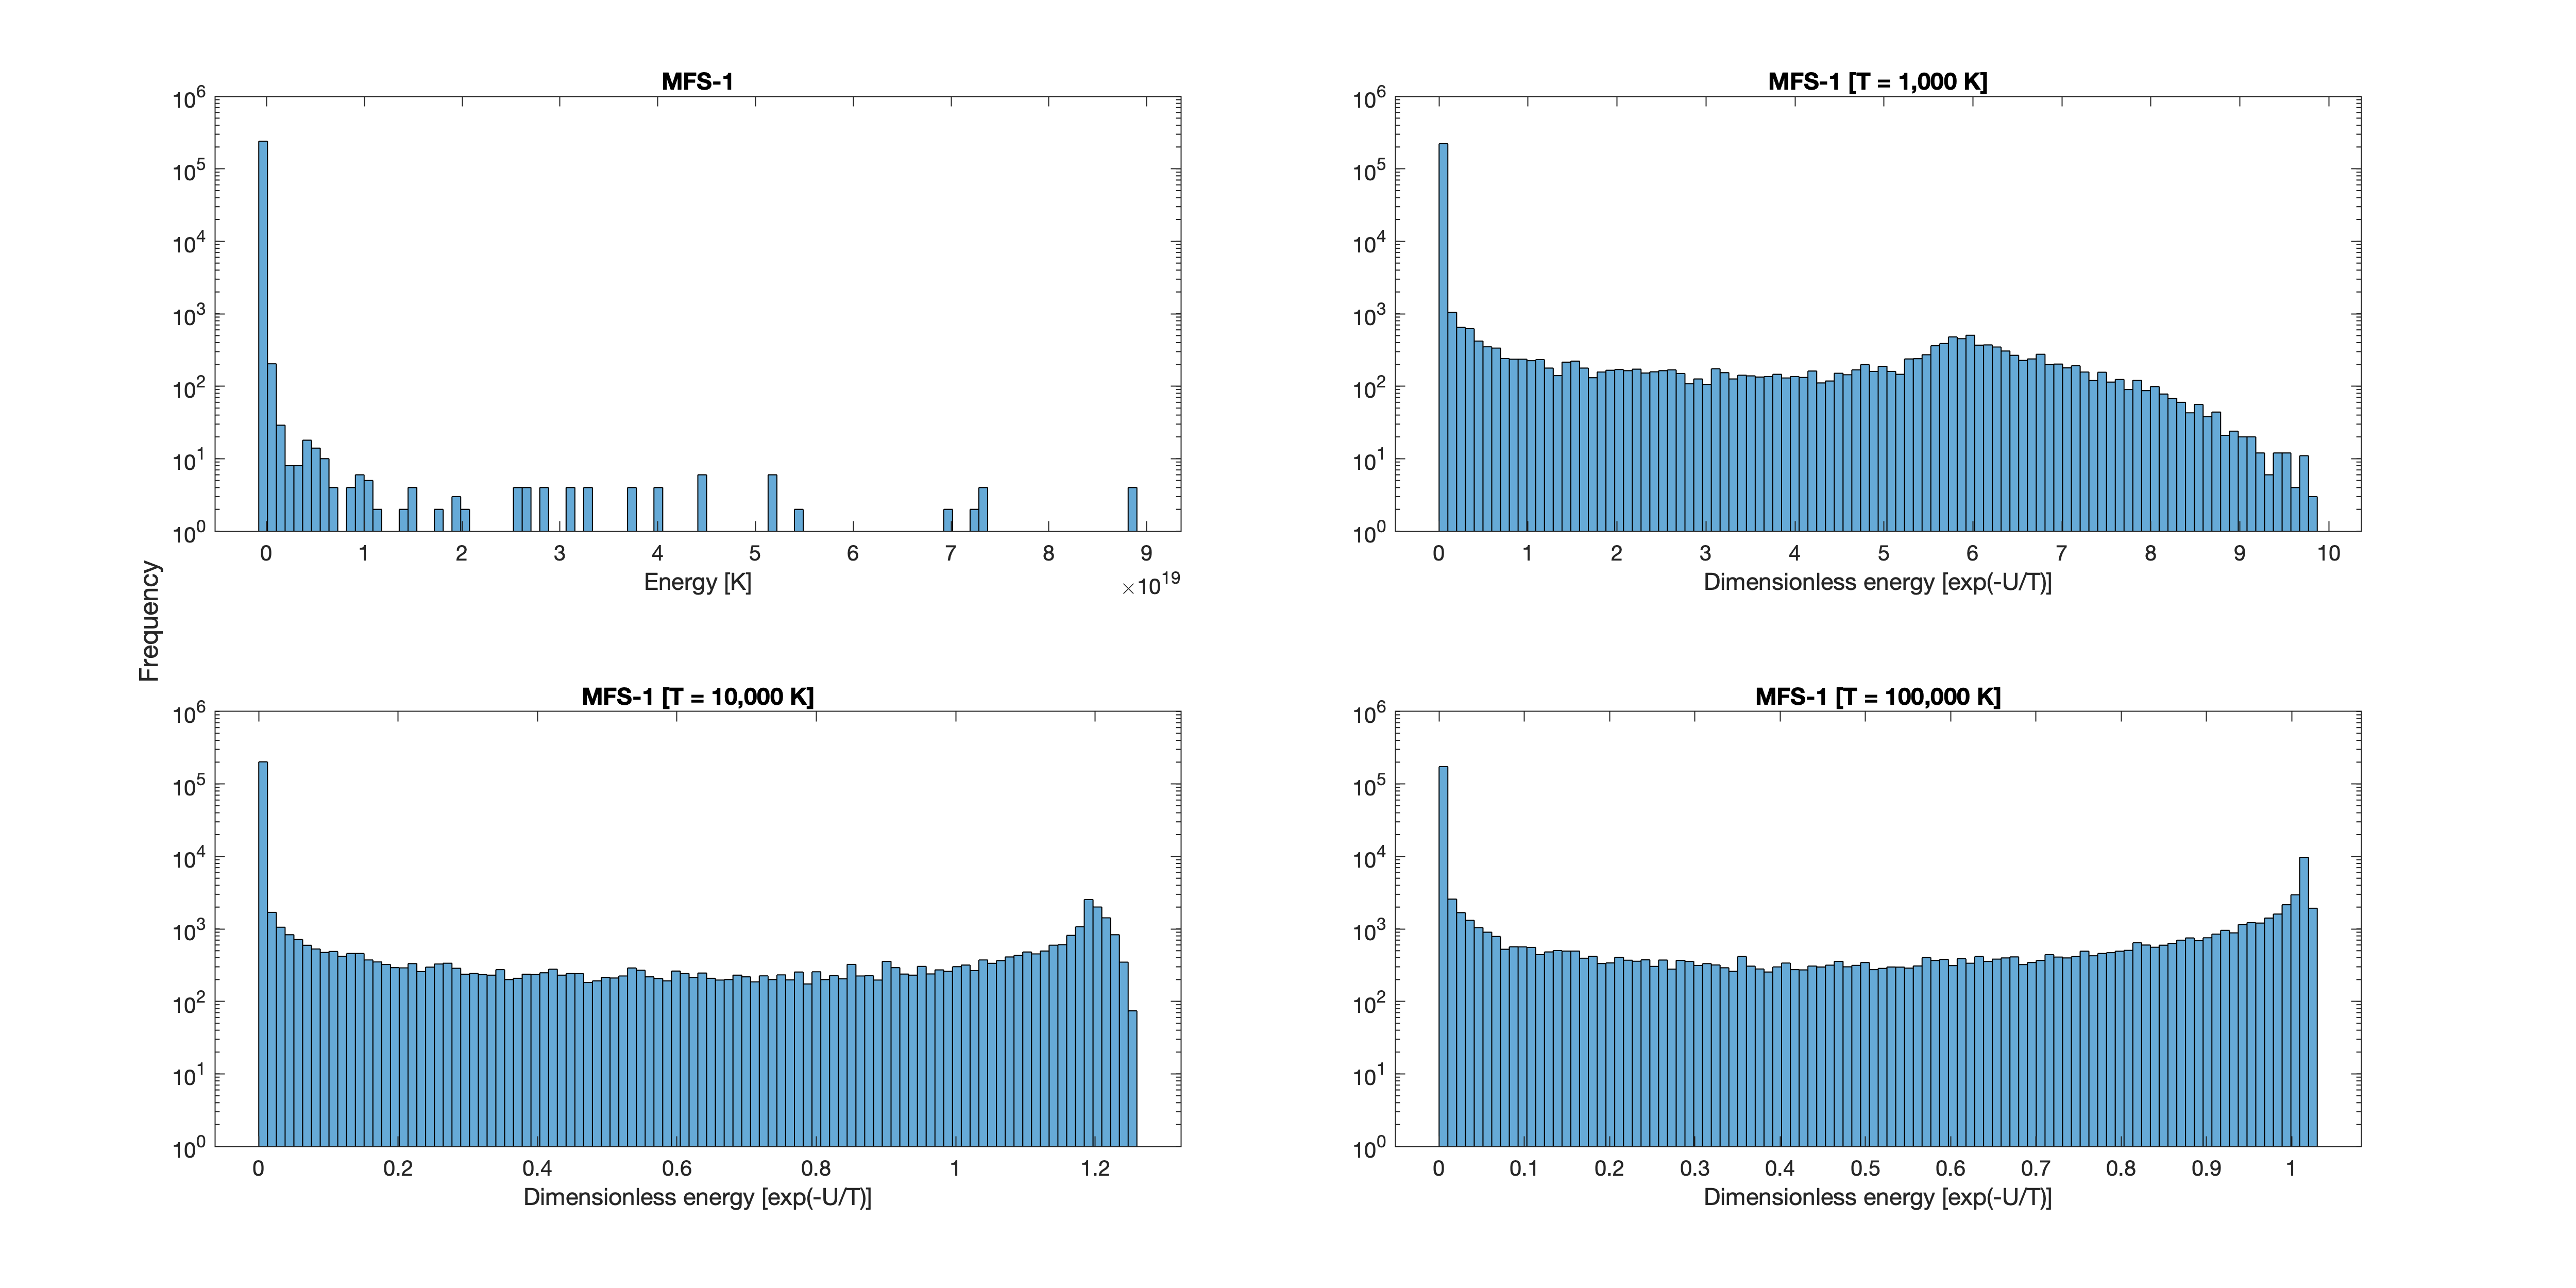 MFS-1
10^6
10^5
10^4
10^3
10^2
10^1
10^0
0 1 2 3 4 5 6 7 8 9
Energy [K]
×10^19
MFS-1 [T = 1,000 K]
10^6
10^5
10^4
10^3
10^2
10^1
10^0
0 1 2 3 4 5 6 7 8 9 10
Dimensionless energy [exp(-U/T)]
Frequency
MFS-1 [T = 10,000 K]
10^6
10^5
10^4
10^3
10^2
10^1
10^0
0 0.2 0.4 0.6 0.8 1 1.2
Dimensionless energy [exp(-U/T)]
MFS-1 [T = 100,000 K]
10^6
10^5
10^4
10^3
10^2
10^1
10^0
0 0.1 0.2 0.3 0.4 0.5 0.6 0.7 0.8 0.9 1
Dimensionless energy [exp(-U/T)]